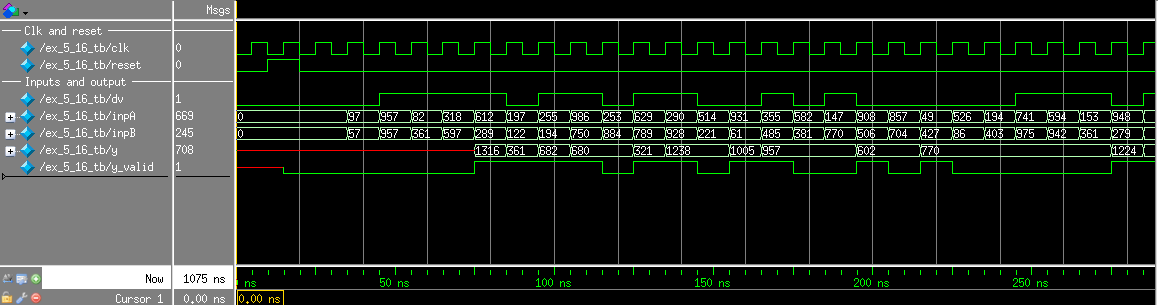 Msgs
Clk and reset
/ex_5_16_tb/clk 0
/ex_5_16_tb/reset 0
Inputs and output
/ex_5_16_tb/dv 1
/ex_5_16_tb/inpA 669 0 97 957 82 318 612 197 255 986 253 629 290 514 931 355 582 147 908 857 49 526 194 741 594 153 948
/ex_5_16_tb/inpB 245 0 57 957 361 597 289 122 194 750 884 789 928 221 61 485 381 770 506 704 427 86 403 975 942 361 279
/ex_5_16_tb/y 708 1316 361 682 680 321 1238 1005 957 602 770 1224
/ex_5_16_tb/y_valid 1
Now 1075 ns ns 50 ns 100 ns 150 ns 200 ns 250 ns
Cursor 1 0.00 ns 0.00 ns